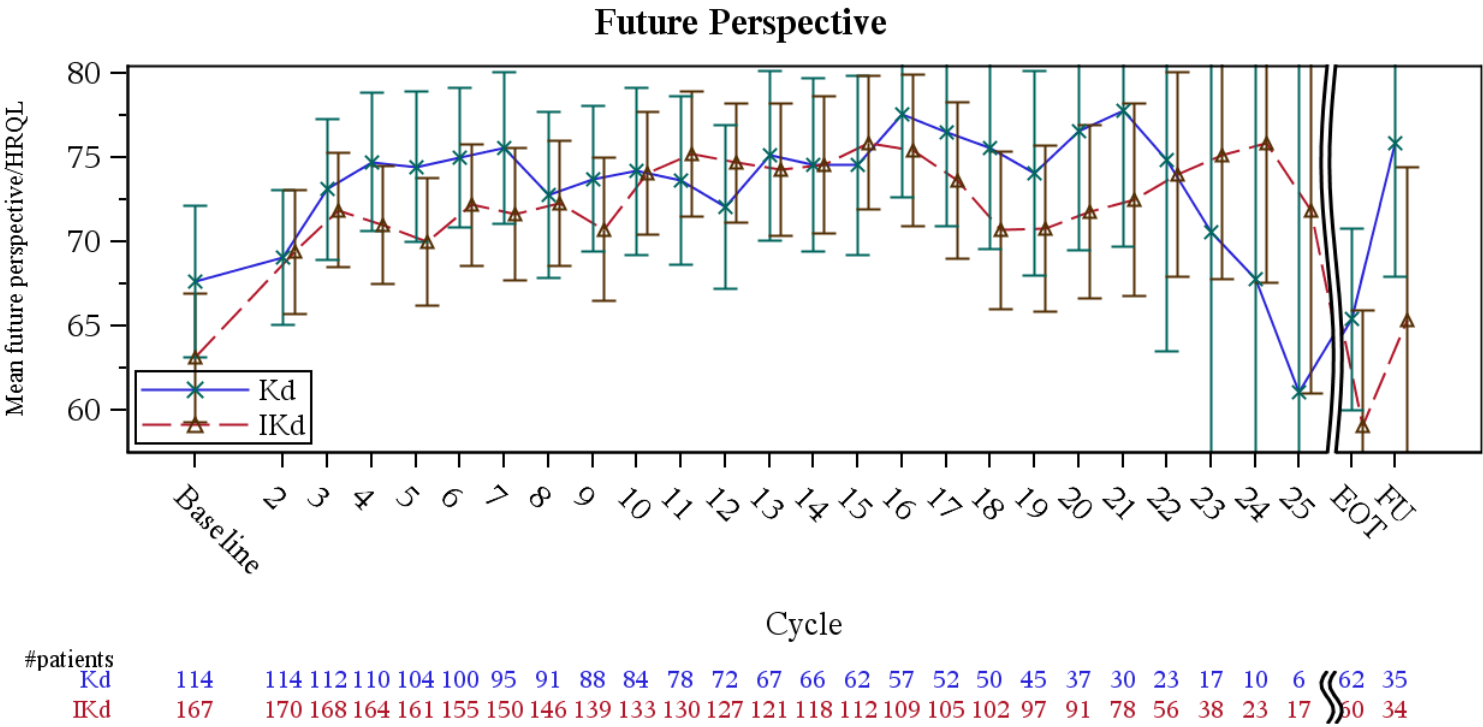 Future Perspective
Mean future perspective/HRQL
80
75
70
65
60
Kd
IKd
Baseline 2 3 4 5 6 7 8 9 10 11 12 13 14 15 16 17 18 19 20 21 22 23 24 25 EOT FU
Cycle
#patients
Kd 114 114 112 110 104 100 95 91 88 84 78 72 67 66 62 57 52 50 45 37 30 23 17 10 6 62 35
IKd 167 170 168 164 161 155 150 146 139 133 130 127 121 118 112 109 105 102 97 91 78 56 38 23 17 60 34